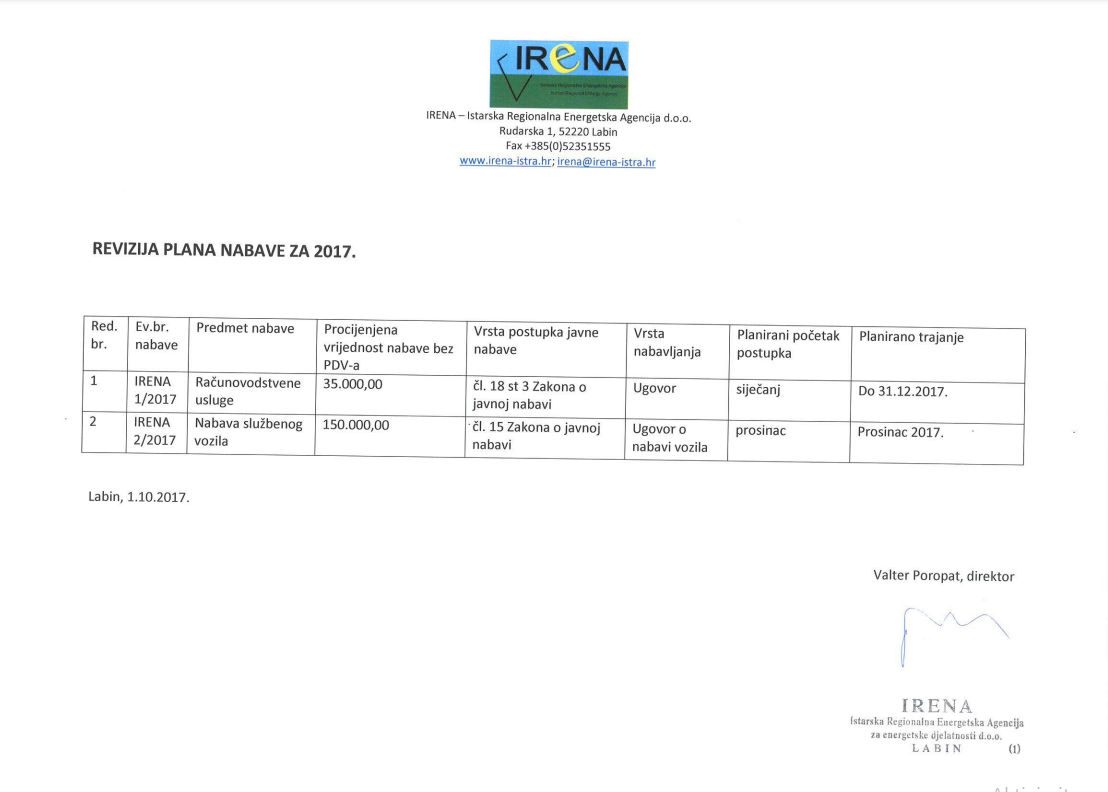 IReNA
Istarska Regionalna Energetska Agencija
IRENA – Istarska Regionalna Energetska Agencija d.o.o.
Rudarska 1, 52220 Labin
Fax +385(0)52351555
www.irena-istra.hr; irena@irena-istra.hr
REVIZIJA PLANA NABAVE ZA 2017.
Red. br. Ev.br. nabave Predmet nabave Procijenjena vrijednost nabave bez PDV-a Vrsta postupka javne nabave Vrsta nabavljanja Planirani početak postupka Planirano trajanje
1 IRENA 1/2017 Računovodstvene usluge 35.000,00 čl. 18 st 3 Zakona o javnoj nabavi Ugovor siječanj Do 31.12.2017.
2 IRENA 2/2017 Nabava službenog vozila 150.000,00 čl. 15 Zakona o javnoj nabavi Ugovor o nabavi vozila prosinac Prosinac 2017.
Labin, 1.10.2017.
Valter Poropat, direktor
IRENA
Istarska Regionalna Energetska Agencija
za energetske djelatnosti d.o.o.
LABIN (1)